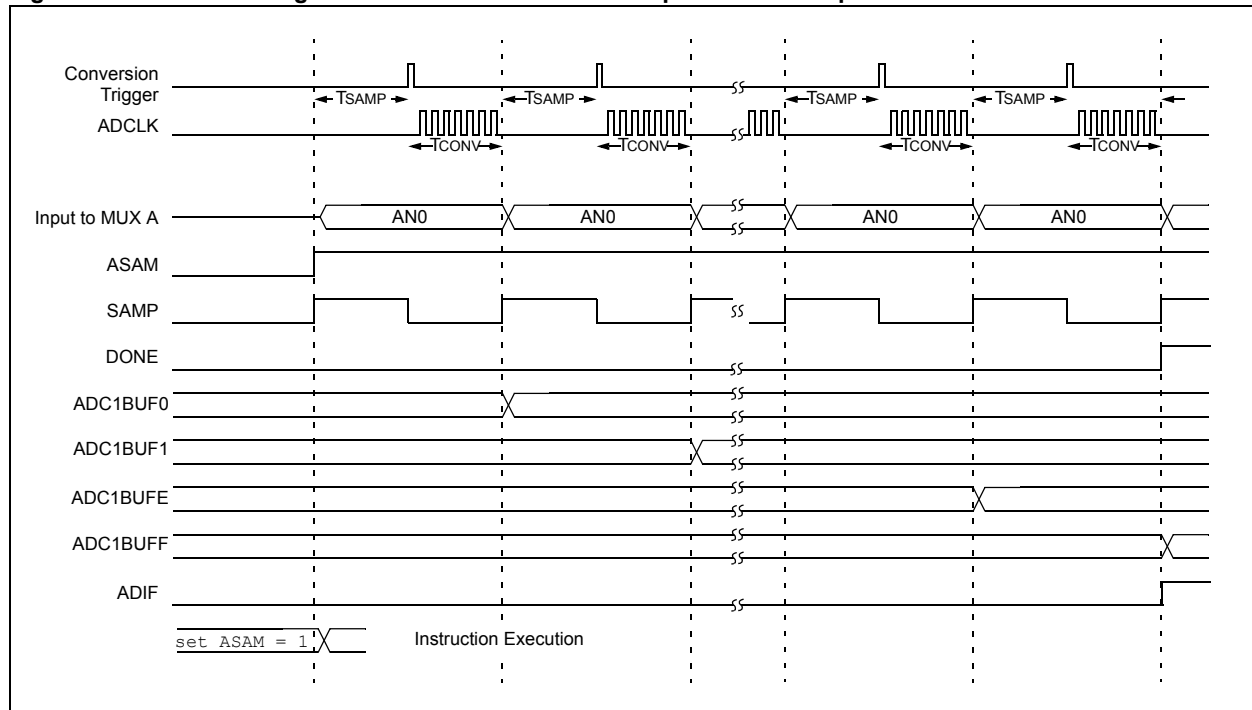 Conversion
Trigger
TSAMP TSAMP TSAMP TSAMP
ADCLK
TCONV TCONV TCONV TCONV
Input to MUX A AN0 AN0 AN0 AN0
ASAM
SAMP
DONE
ADC1BUF0
ADC1BUF1
ADC1BUFE
ADC1BUFF
ADIF
set ASAM = 1 Instruction Execution